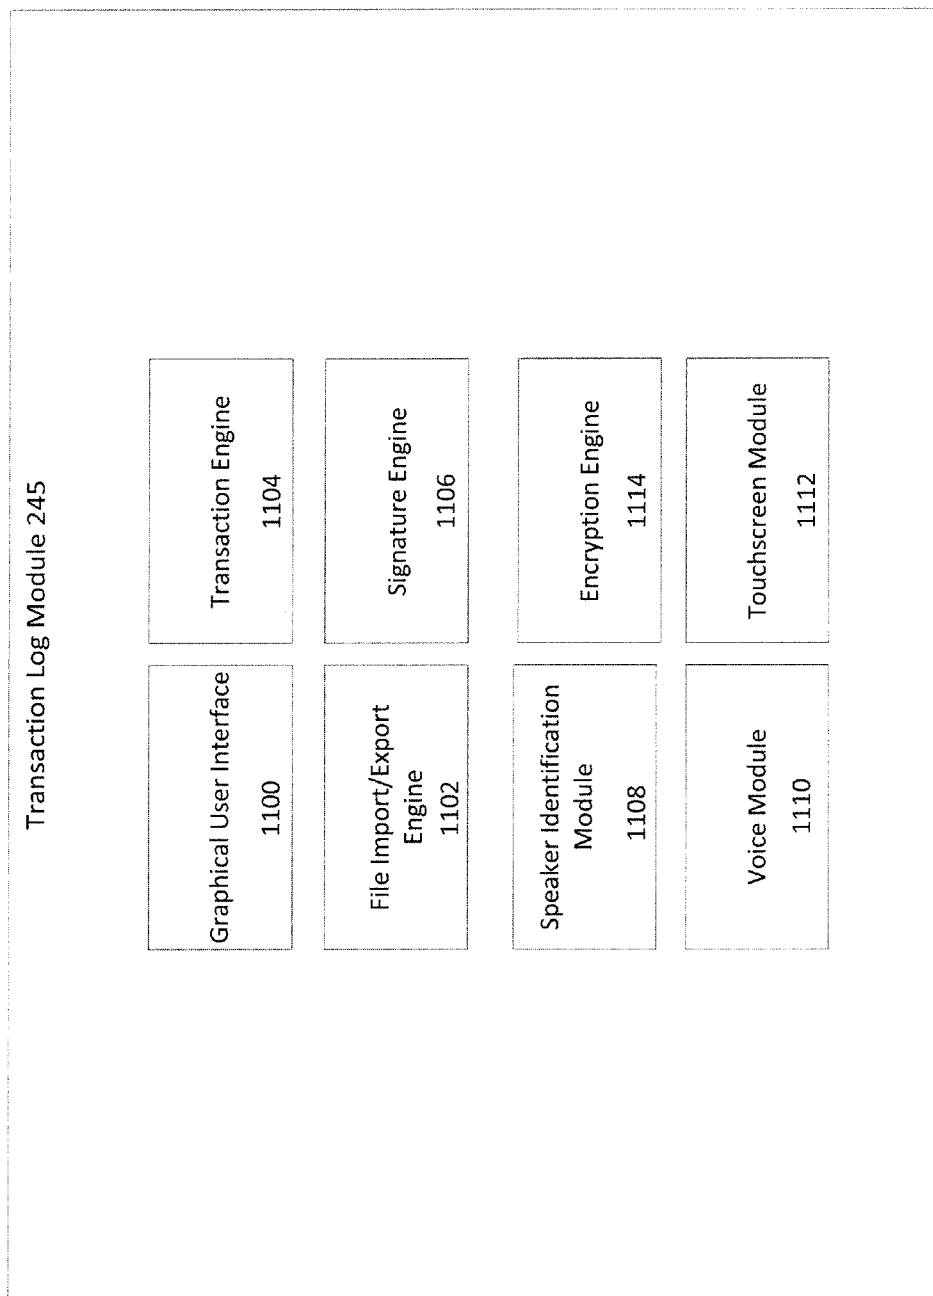 Transaction Log Module 245
Graphical User Interface
1100
Transaction Engine
1104
File Import/Export
Engine
1102
Signature Engine
1106
Speaker Identification
Module
1108
Encryption Engine
1114
Voice Module
1110
Touchscreen Module
1112